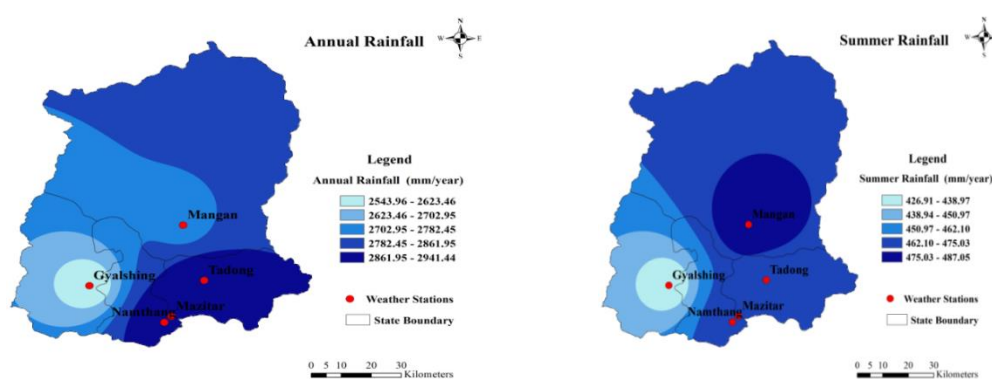 Annual Rainfall
N
W E
S
Mangan
Gyalshing
Tadong
Namthang
Mazitar
Legend
Annual Rainfall (mm/year)
2543.96 - 2623.46
2623.46 - 2702.95
2702.95 - 2782.45
2782.45 - 2861.95
2861.95 - 2941.44
Weather Stations
State Boundary
0 5 10 20 30
Kilometers
Summer Rainfall
N
W E
S
Mangan
Gyalshing
Tadong
Namthang
Mazitar
Legend
Summer Rainfall (mm/year)
426.91 - 438.97
438.94 - 450.97
450.97 - 462.10
462.10 - 475.03
475.03 - 487.05
Weather Stations
State Boundary
0 5 10 20 30
Kilometers